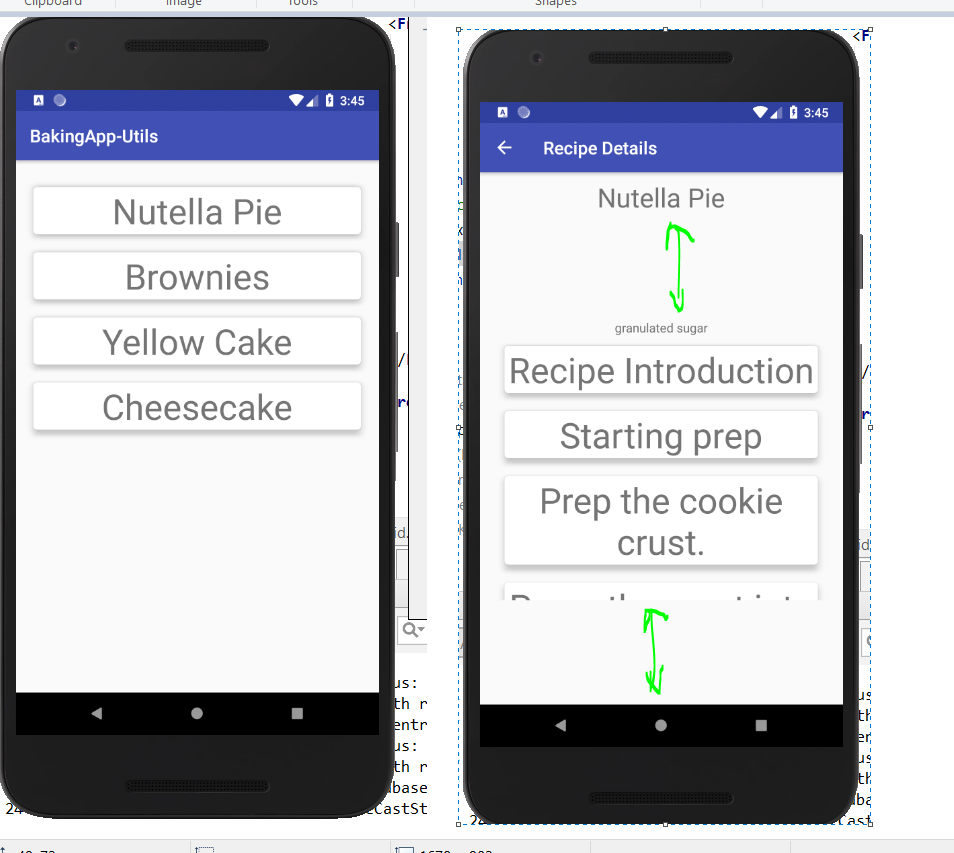 Clipboard
Image
Tools
Shapes
3:45
BakingApp-Utils
Nutella Pie
Brownies
Yellow Cake
Cheesecake
3:45
Recipe Details
Nutella Pie
granulated sugar
Recipe Introduction
Starting prep
Prep the cookie
crust.